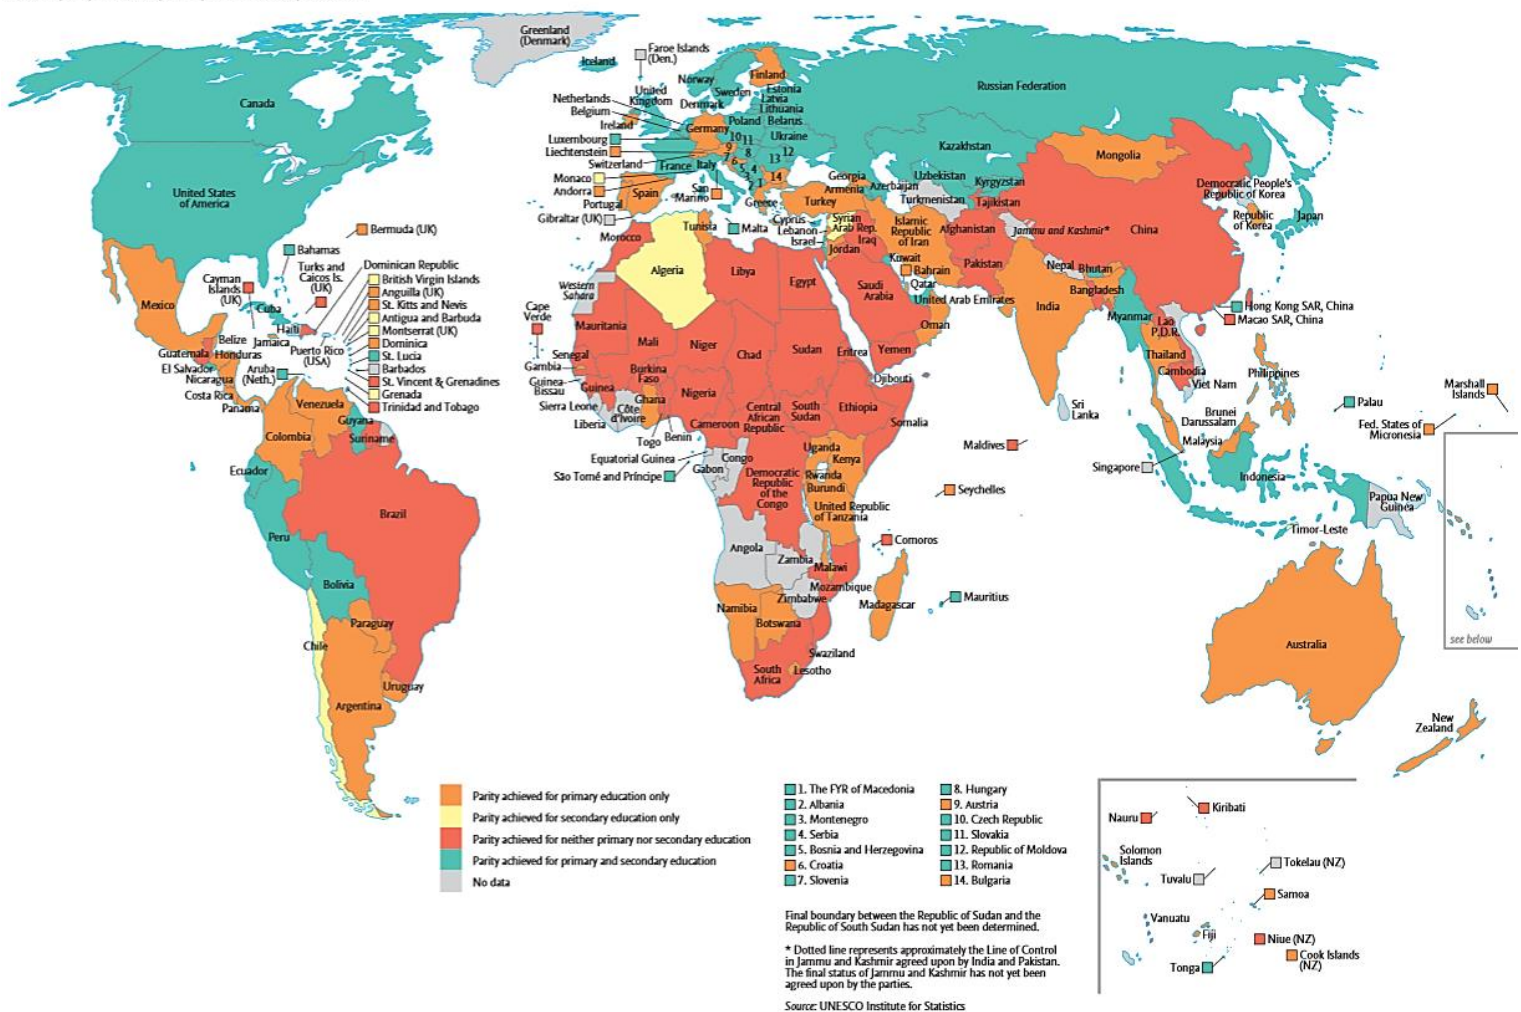 Greenland
(Denmark)
Faroe Islands
(Den.)
Iceland
Norway
Sweden
Finland
Estonia
Latvia
Lithuania
Denmark
United
Kingdom
Netherlands
Belgium
Ireland
Luxembourg
Liechtenstein
Switzerland
Monaco
Andorra
Portugal
Gibraltar (UK)
Germany
Poland
Belarus
Ukraine
10
11
9
8
12
7
6
13
5
4
3
2
1
14
France
Italy
Spain
San
Marino
Greece
Malta
Russian Federation
Canada
United States
of America
Bermuda (UK)
Bahamas
Turks and
Caicos Is.
(UK)
Cayman
Islands
(UK)
Cuba
Mexico
Dominican Republic
British Virgin Islands
Anguilla (UK)
St. Kitts and Nevis
Antigua and Barbuda
Montserrat (UK)
Dominica
St. Lucia
Barbados
St. Vincent & Grenadines
Grenada
Trinidad and Tobago
Haiti
Jamaica
Belize
Guatemala
Honduras
El Salvador
Nicaragua
Costa Rica
Panama
Puerto Rico
(USA)
Aruba
(Neth.)
Venezuela
Guyana
Suriname
Colombia
Ecuador
Peru
Brazil
Bolivia
Paraguay
Chile
Uruguay
Argentina
Kazakhstan
Mongolia
Georgia
Armenia
Azerbaijan
Turkey
Uzbekistan
Turkmenistan
Kyrgyzstan
Tajikistan
Cyprus
Lebanon
Israel
Syrian
Arab Rep.
Iraq
Jordan
Islamic
Republic
of Iran
Afghanistan
Jammu and Kashmir*
China
Democratic People's
Republic of Korea
Republic
of Korea
Japan
Kuwait
Bahrain
Qatar
United Arab Emirates
Saudi
Arabia
Oman
Yemen
Pakistan
Nepal
Bhutan
Bangladesh
India
Myanmar
Lao
P.D.R.
Thailand
Cambodia
Viet Nam
Hong Kong SAR, China
Macao SAR, China
Philippines
Sri
Lanka
Maldives
Brunei
Darussalam
Malaysia
Singapore
Indonesia
Timor-Leste
Papua New
Guinea
Palau
Marshall
Islands
Fed. States of
Micronesia
see below
Australia
New
Zealand
Morocco
Algeria
Tunisia
Libya
Egypt
Western
Sahara
Cape
Verde
Mauritania
Mali
Niger
Chad
Sudan
Eritrea
Djibouti
Senegal
Gambia
Guinea-
Bissau
Guinea
Sierra Leone
Liberia
Côte
d'Ivoire
Burkina
Faso
Ghana
Togo
Benin
Nigeria
Cameroon
Central
African
Republic
South
Sudan
Ethiopia
Somalia
Equatorial Guinea
São Tomé and Príncipe
Gabon
Congo
Democratic
Republic
of the
Congo
Uganda
Kenya
Rwanda
Burundi
United Republic
of Tanzania
Seychelles
Comoros
Angola
Zambia
Malawi
Mozambique
Zimbabwe
Namibia
Botswana
Madagascar
Mauritius
Swaziland
South
Africa
Lesotho
Parity achieved for primary education only
Parity achieved for secondary education only
Parity achieved for neither primary nor secondary education
Parity achieved for primary and secondary education
No data
1. The FYR of Macedonia
2. Albania
3. Montenegro
4. Serbia
5. Bosnia and Herzegovina
6. Croatia
7. Slovenia
8. Hungary
9. Austria
10. Czech Republic
11. Slovakia
12. Republic of Moldova
13. Romania
14. Bulgaria
Final boundary between the Republic of Sudan and the
Republic of South Sudan has not yet been determined.
* Dotted line represents approximately the Line of Control
in Jammu and Kashmir agreed upon by India and Pakistan.
The final status of Jammu and Kashmir has not yet been
agreed upon by the parties.
Source: UNESCO Institute for Statistics
Nauru
Kiribati
Solomon
Islands
Tuvalu
Tokelau (NZ)
Samoa
Vanuatu
Fiji
Niue (NZ)
Cook Islands
(NZ)
Tonga